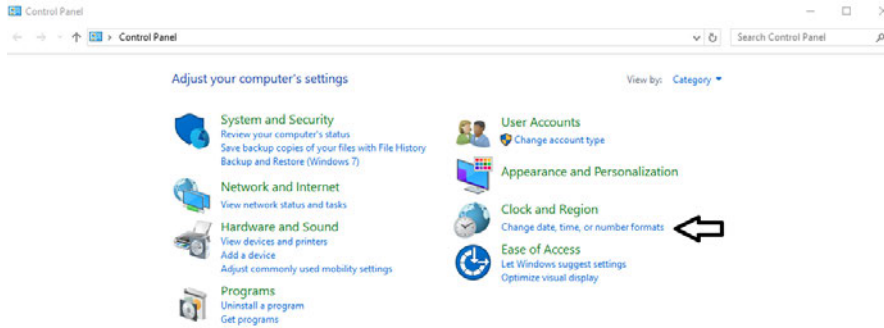 Control Panel
Control Panel
Search Control Panel
Adjust your computer's settings
View by: Category
System and Security
Review your computer's status
Save backup copies of your files with File History
Backup and Restore (Windows 7)
Network and Internet
View network status and tasks
Hardware and Sound
View devices and printers
Add a device
Adjust commonly used mobility settings
Programs
Uninstall a program
Get programs
User Accounts
Change account type
Appearance and Personalization
Clock and Region
Change date, time, or number formats
Ease of Access
Let Windows suggest settings
Optimize visual display